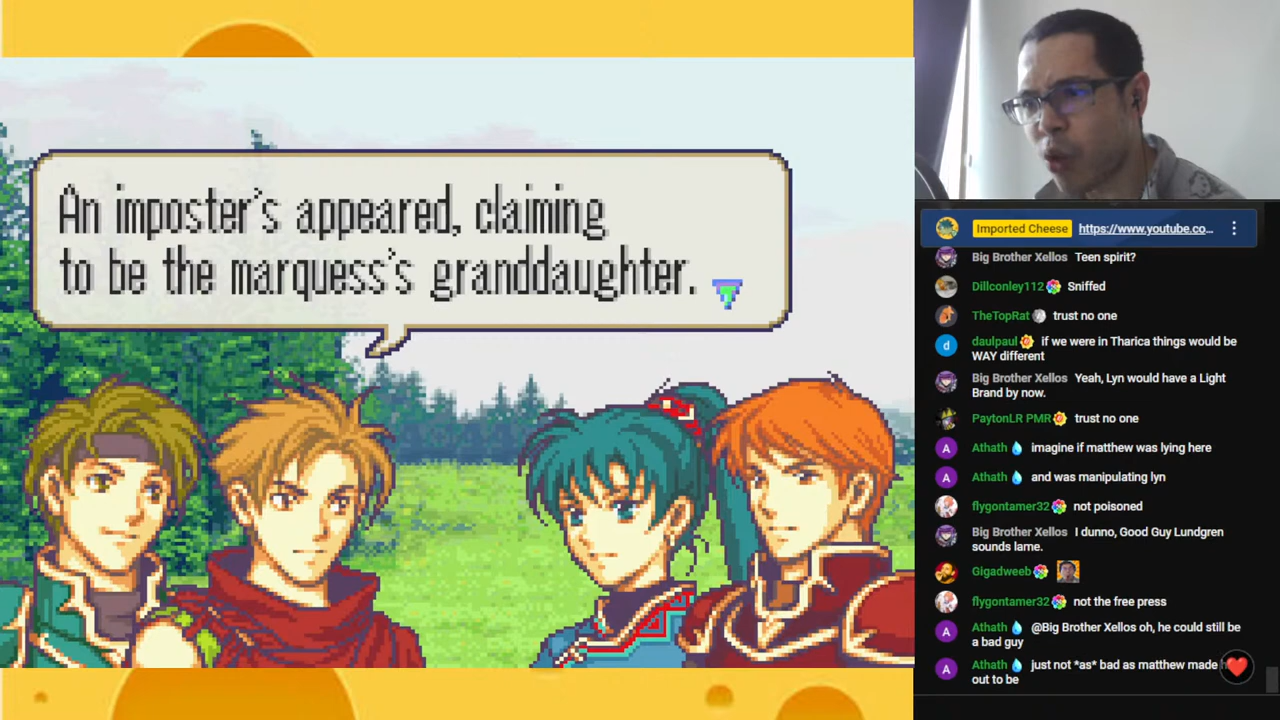 An imposter's appeared, claiming
to be the marquess's granddaughter.
Imported Cheese https://www.youtube.co...
Big Brother Xellos Teen spirit?
Dillconley112 Sniffed
TheTopRat trust no one
daulpaul if we were in Tharica things would be
WAY different
Big Brother Xellos Yeah, Lyn would have a Light
Brand by now.
PaytonLR PMR trust no one
Athath imagine if matthew was lying here
Athath and was manipulating lyn
flygontamer32 not poisoned
Big Brother Xellos I dunno, Good Guy Lundgren
sounds lame.
Gigadweeb
flygontamer32 not the free press
Athath @Big Brother Xellos oh, he could still be
a bad guy
Athath just not *as* bad as matthew made
out to be